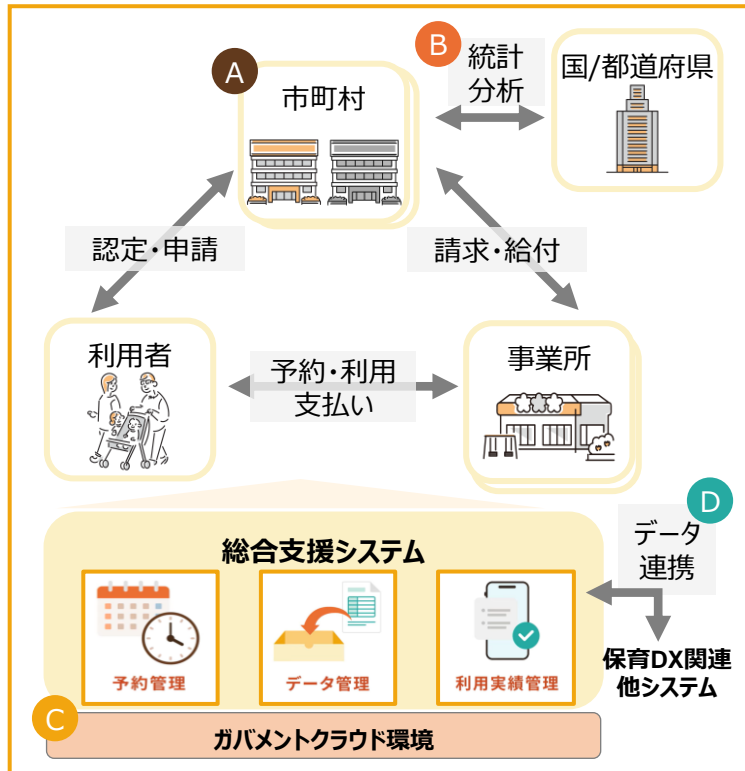 A
市町村
B
統計
分析
国/都道府県
認定・申請
請求・給付
利用者
予約・利用
支払い
事業所
D
データ
連携
総合支援システム
予約管理
データ管理
利用実績管理
保育DX関連
他システム
C
ガバメントクラウド環境